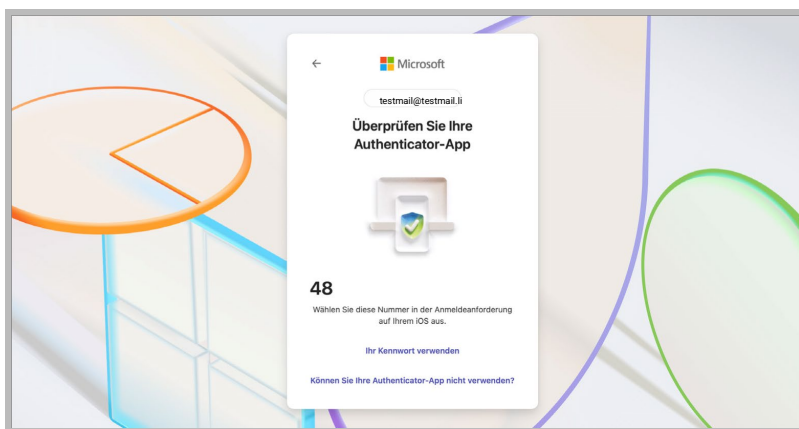 Microsoft
testmail@testmail.li
Überprüfen Sie Ihre
Authenticator-App
48
Wählen Sie diese Nummer in der Anmeldeanforderung
auf Ihrem iOS aus.
Ihr Kennwort verwenden
Können Sie Ihre Authenticator-App nicht verwenden?